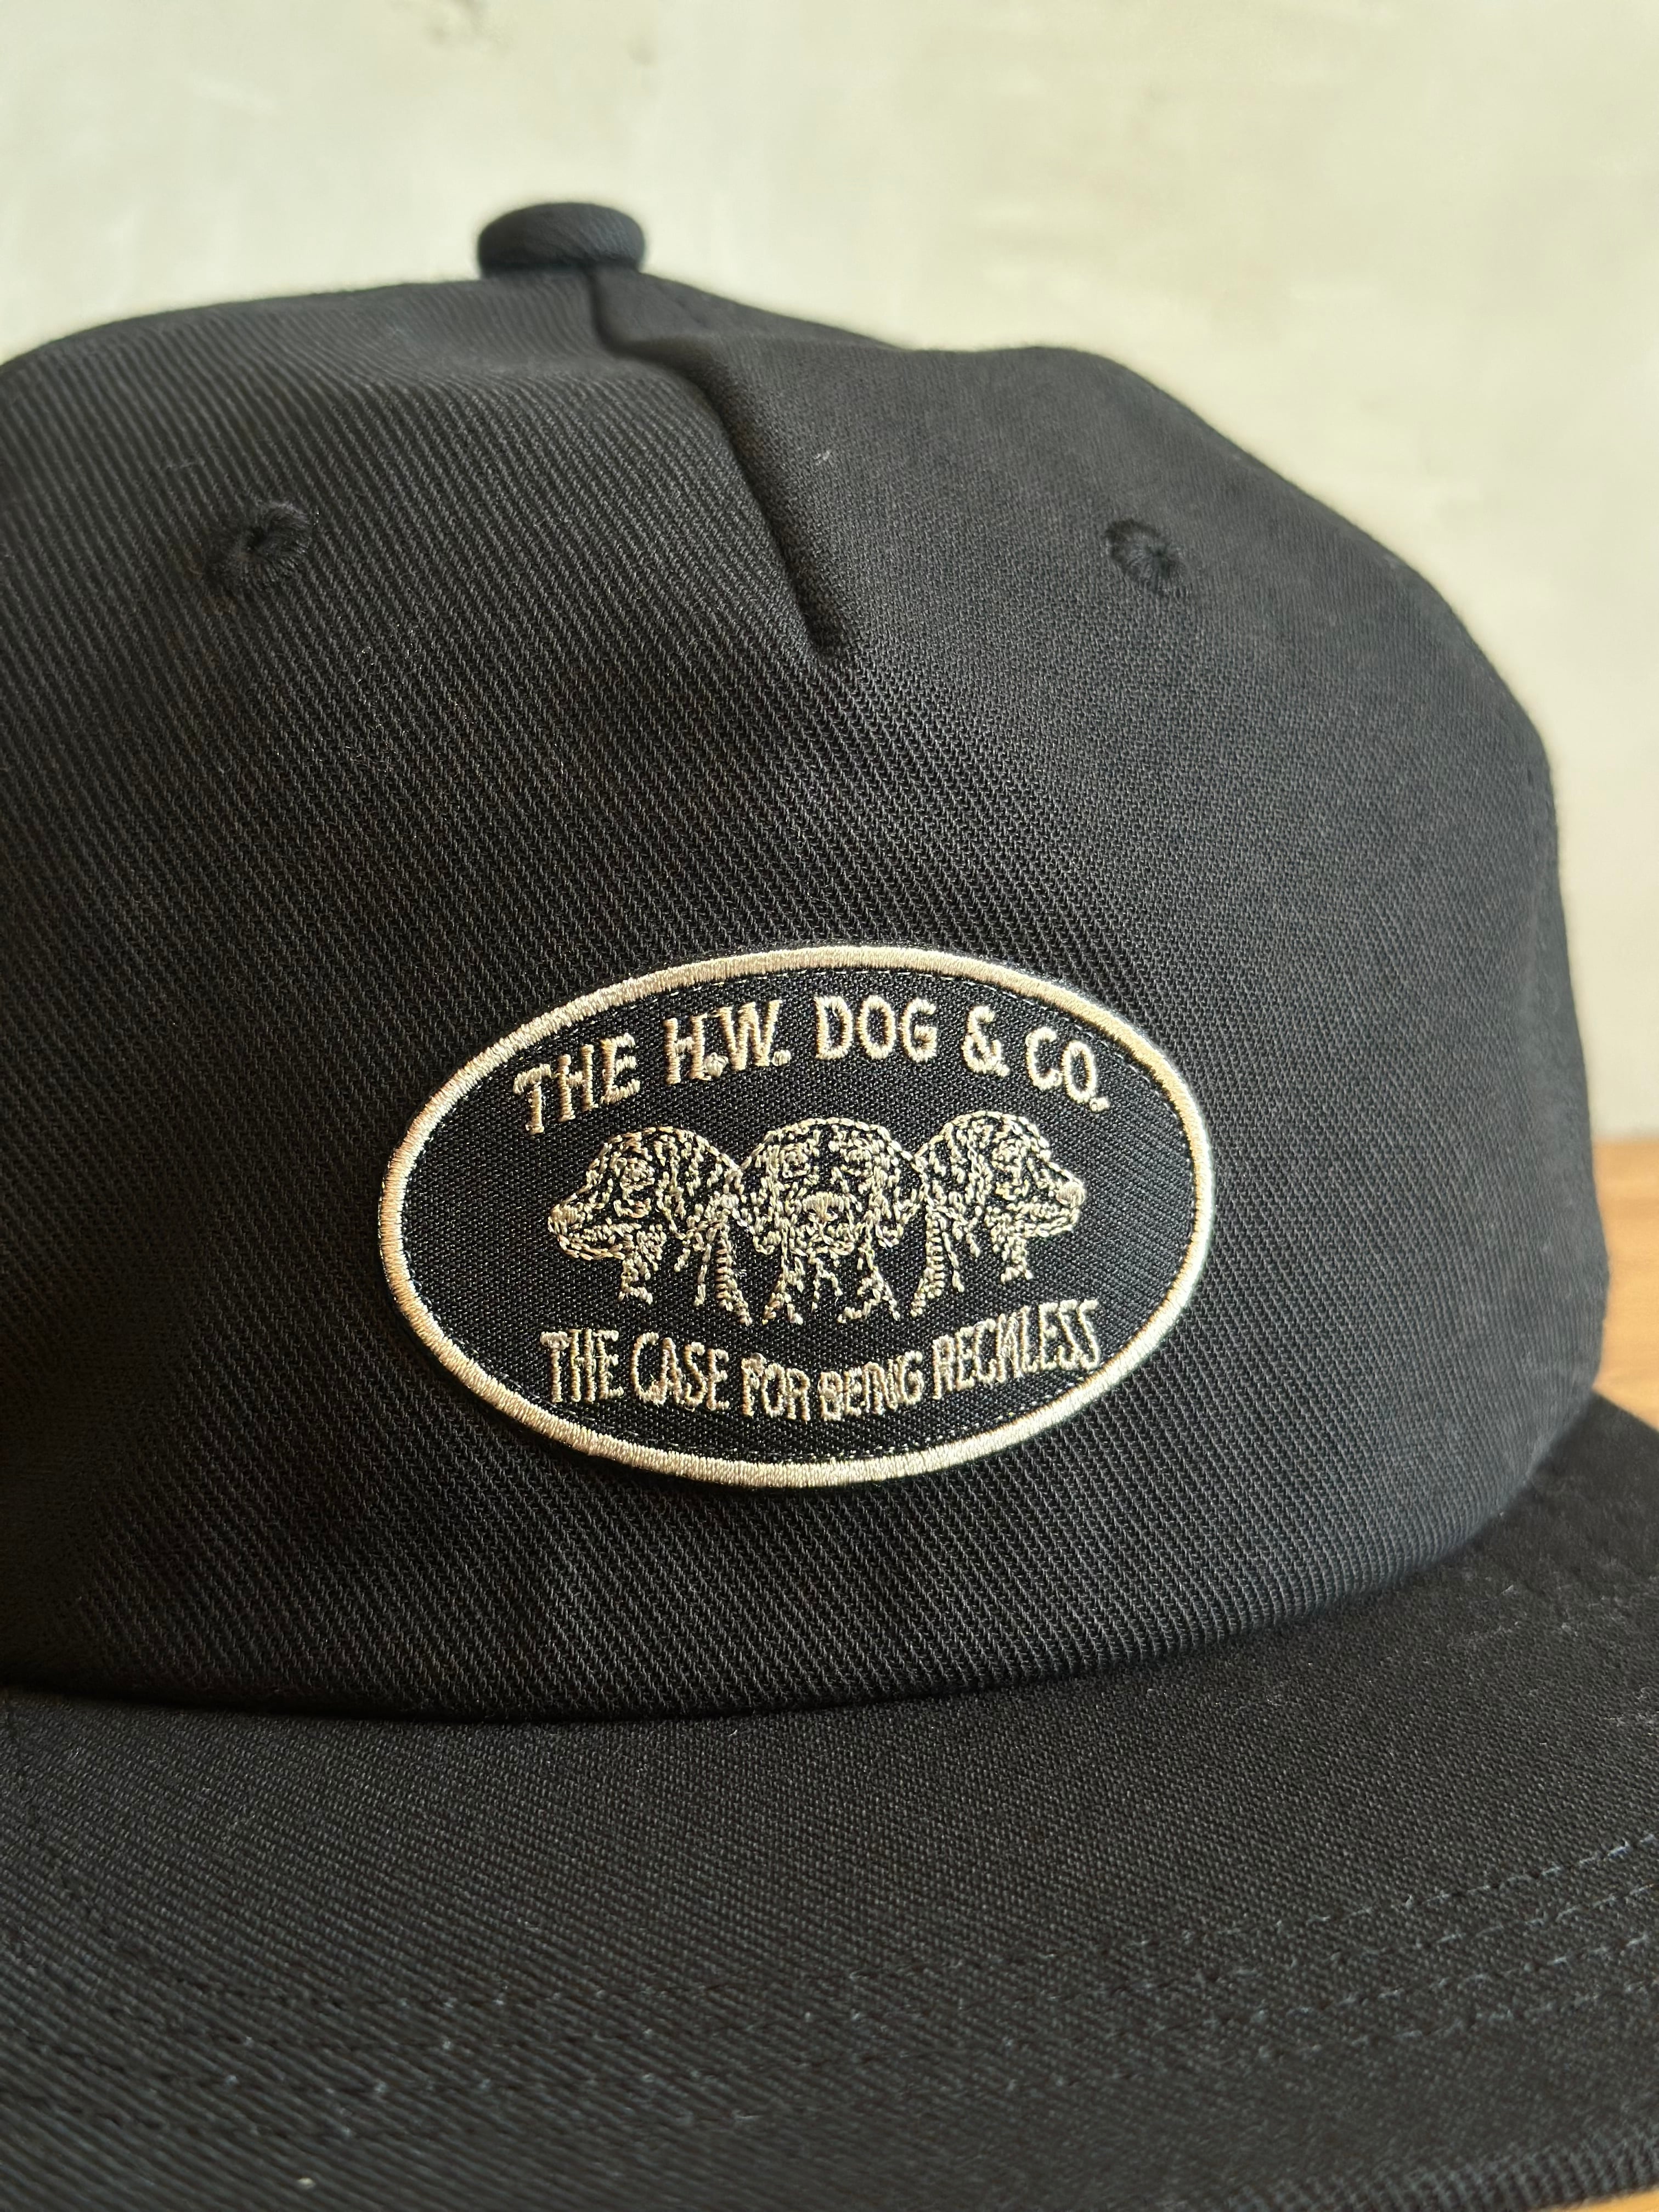 THE H.W. DOG & CO.
THE CASE FOR BEING RECKLESS